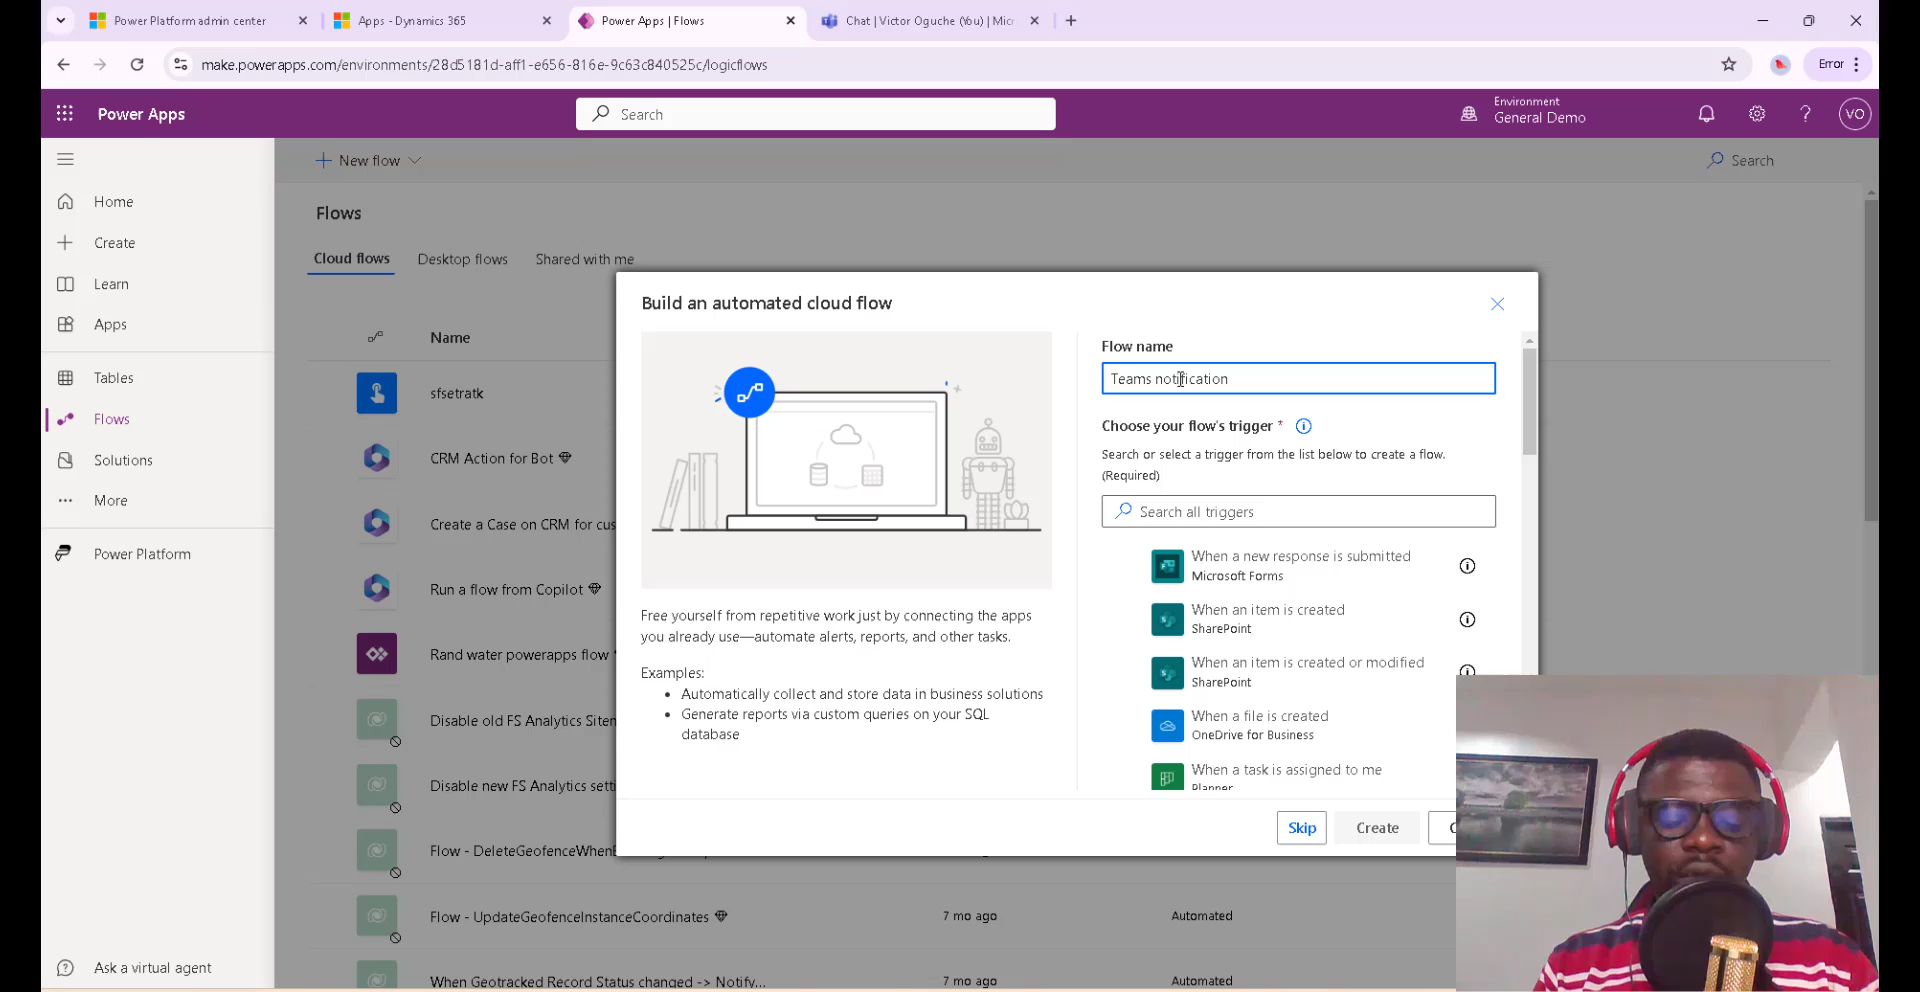 Power Platform admin center
Apps - Dynamics 365
Power Apps | Flows
Chat | Victor Oguche (You) | Micr
make.powerapps.com/environments/28d5181d-aff1-e656-816e-9c63c840525c/logicflows
Error
Power Apps
Search
Environment
General Demo
VO
New flow
Search
Home
Create
Learn
Apps
Tables
Flows
Solutions
More
Power Platform
Ask a virtual agent
Flows
Cloud flows
Desktop flows
Shared with me
Name
sfsetratk
CRM Action for Bot
Create a Case on CRM for cus
Run a flow from Copilot
Rand water powerapps flow
Disable old FS Analytics Siten
Disable new FS Analytics setti
Flow - DeleteGeofenceWhenB
Flow - UpdateGeofenceInstanceCoordinates
7 mo ago
Automated
When Geotracked Record Status changed -> Notify...
7 mo ago
Automated
Build an automated cloud flow
Free yourself from repetitive work just by connecting the apps
you already use—automate alerts, reports, and other tasks.
Examples:
• Automatically collect and store data in business solutions
• Generate reports via custom queries on your SQL
database
Flow name
Teams notification
Choose your flow's trigger *
Search or select a trigger from the list below to create a flow.
(Required)
Search all triggers
When a new response is submitted
Microsoft Forms
When an item is created
SharePoint
When an item is created or modified
SharePoint
When a file is created
OneDrive for Business
When a task is assigned to me
Planner
Skip
Create